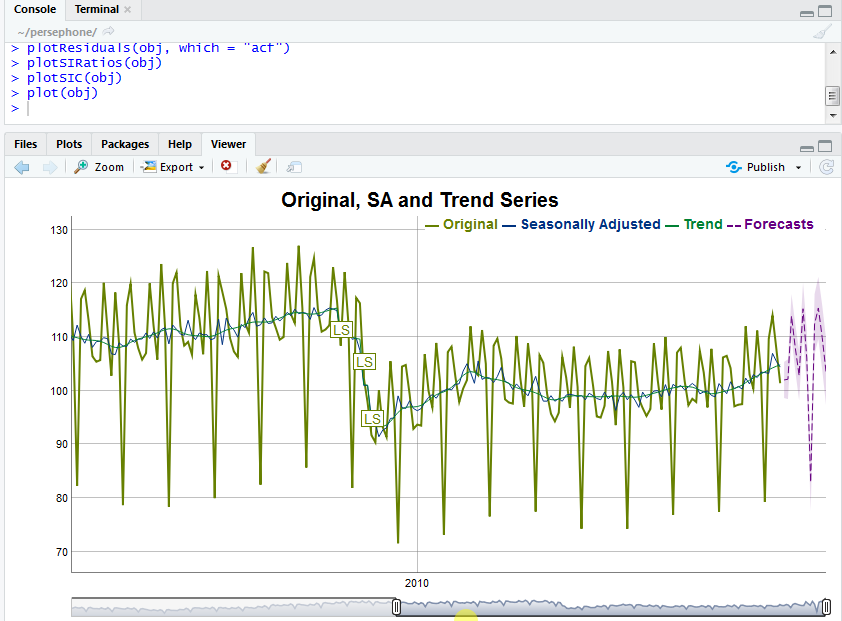 Console Terminal
~/persephone/
> plotResiduals(obj, which = "acf")
> plotSIRatios(obj)
> plotSIC(obj)
> plot(obj)
>
Files Plots Packages Help Viewer
Zoom Export Publish
Original, SA and Trend Series
Original Seasonally Adjusted Trend Forecasts
130
120
LS
110
LS
100
LS
90
80
70
2010